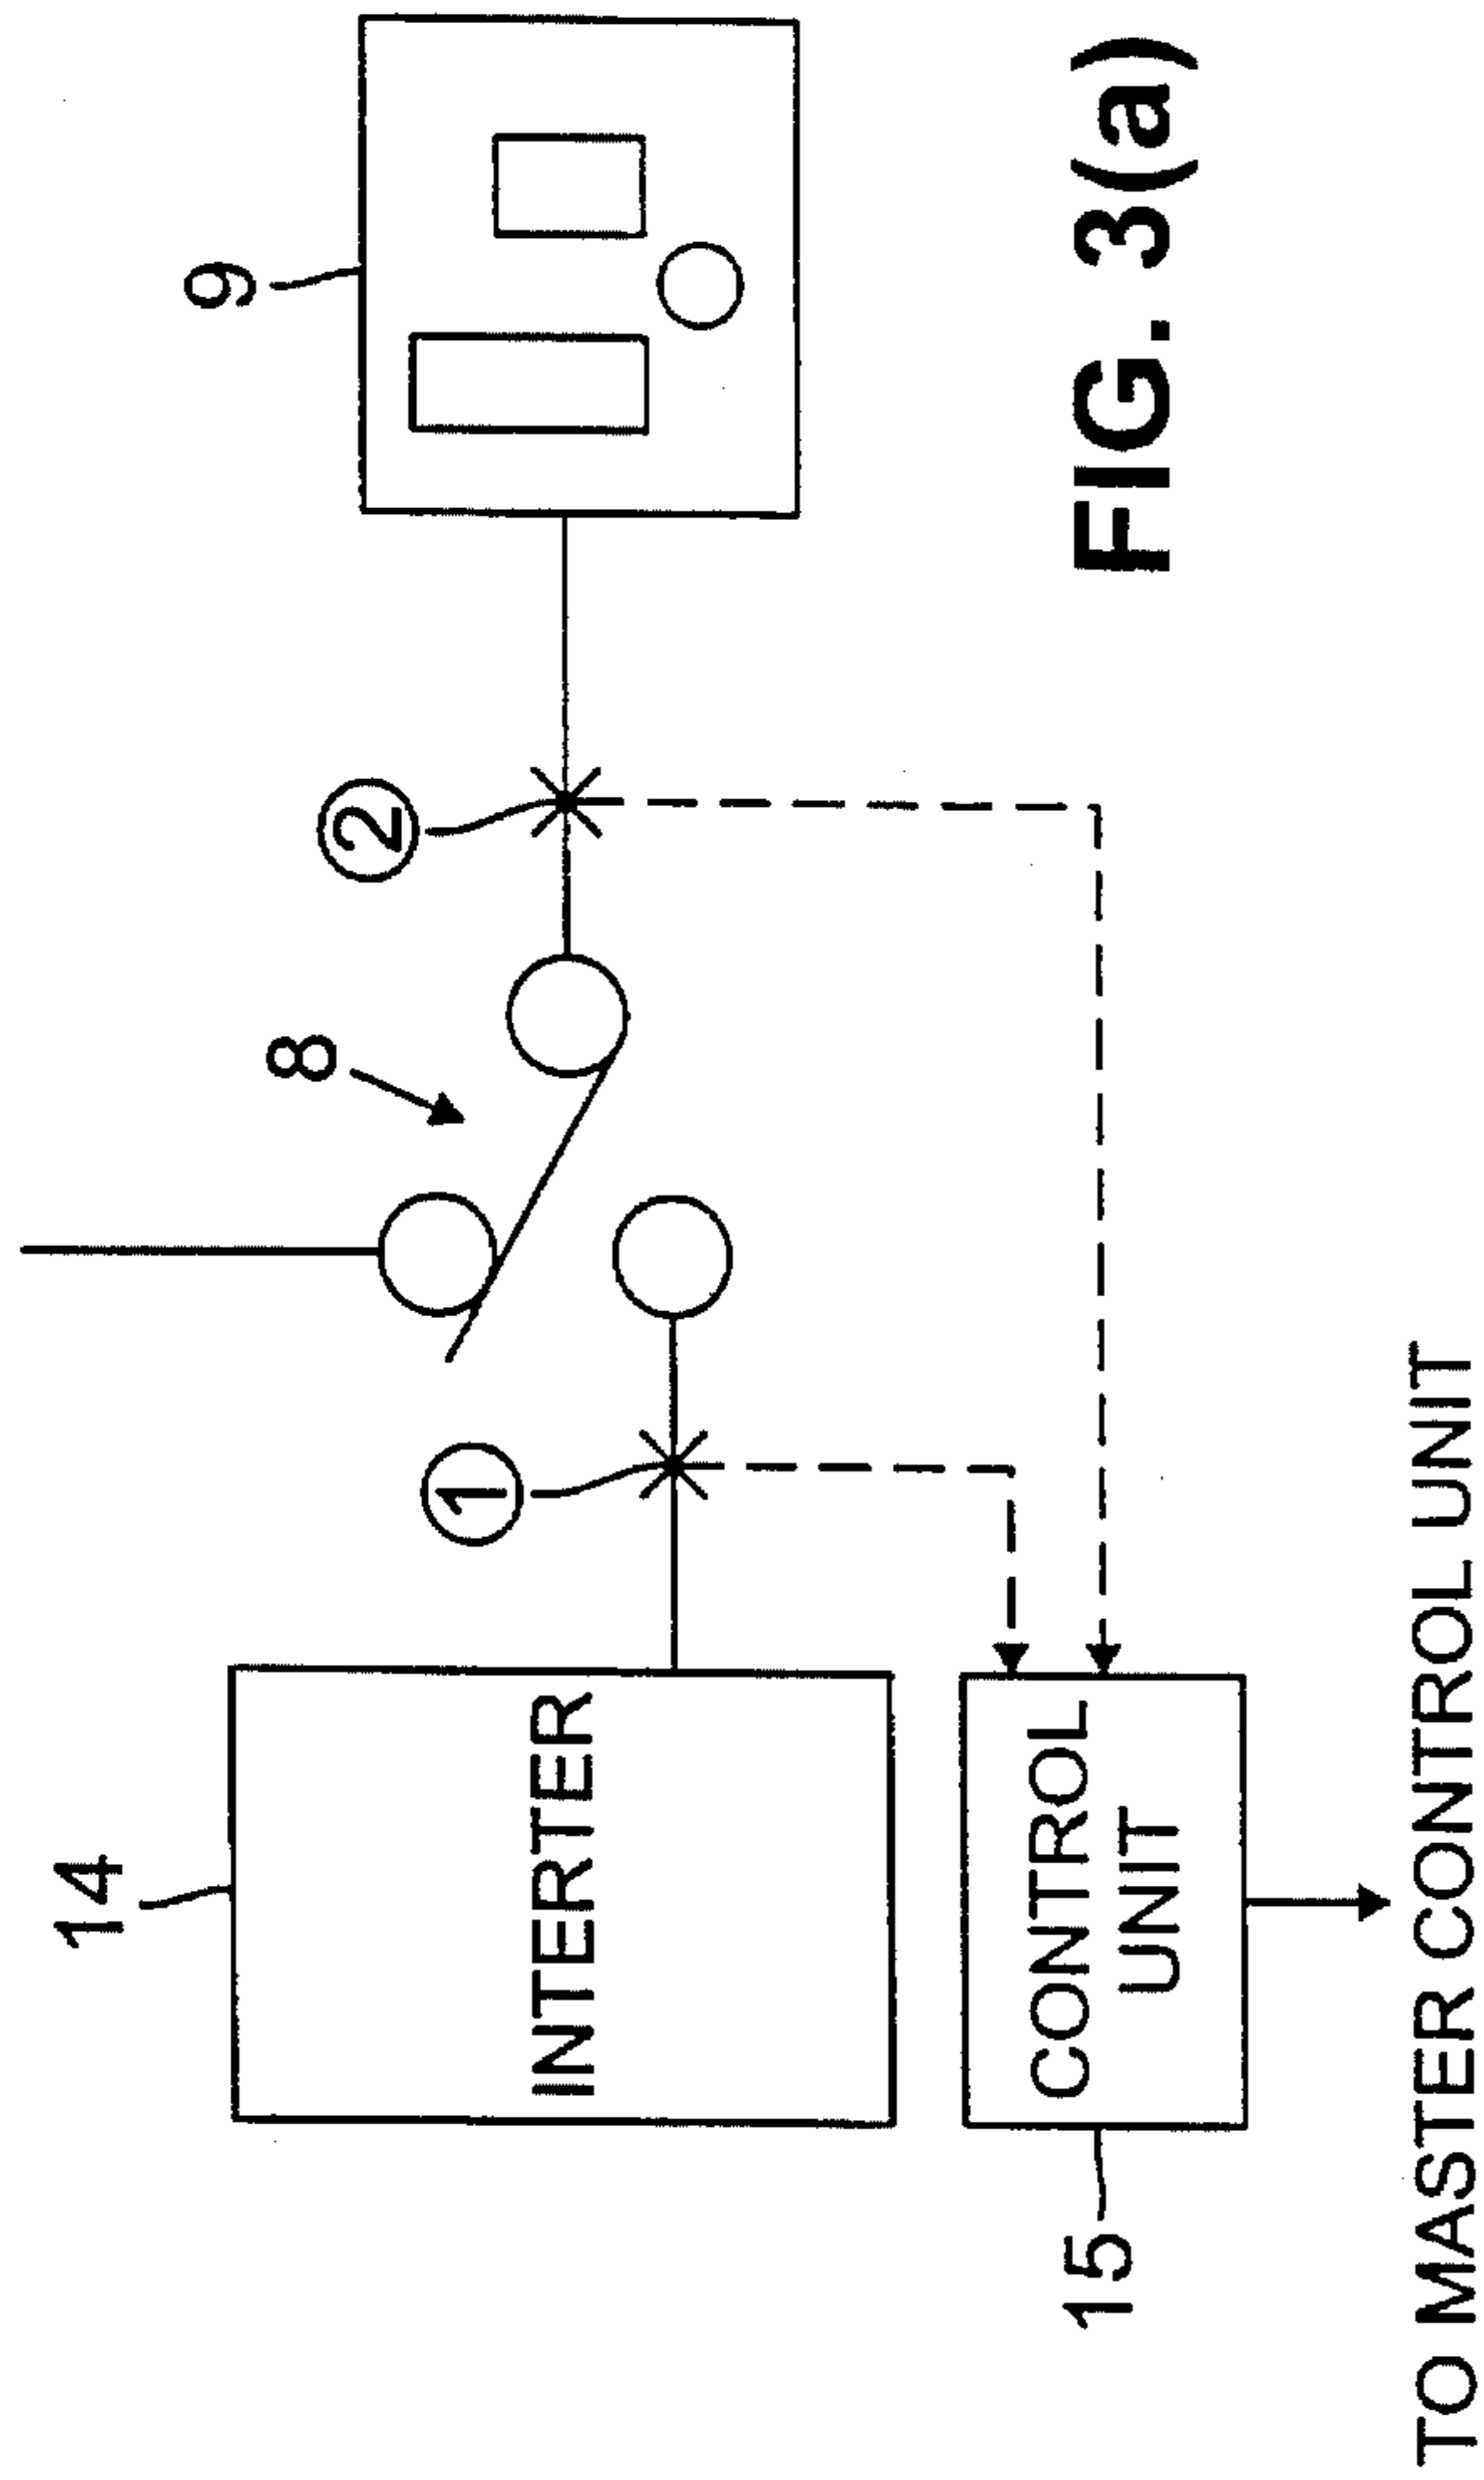 14
INTERTER
1
8
2
9
15
CONTROL
UNIT
TO MASTER CONTROL UNIT
FIG. 3(a)